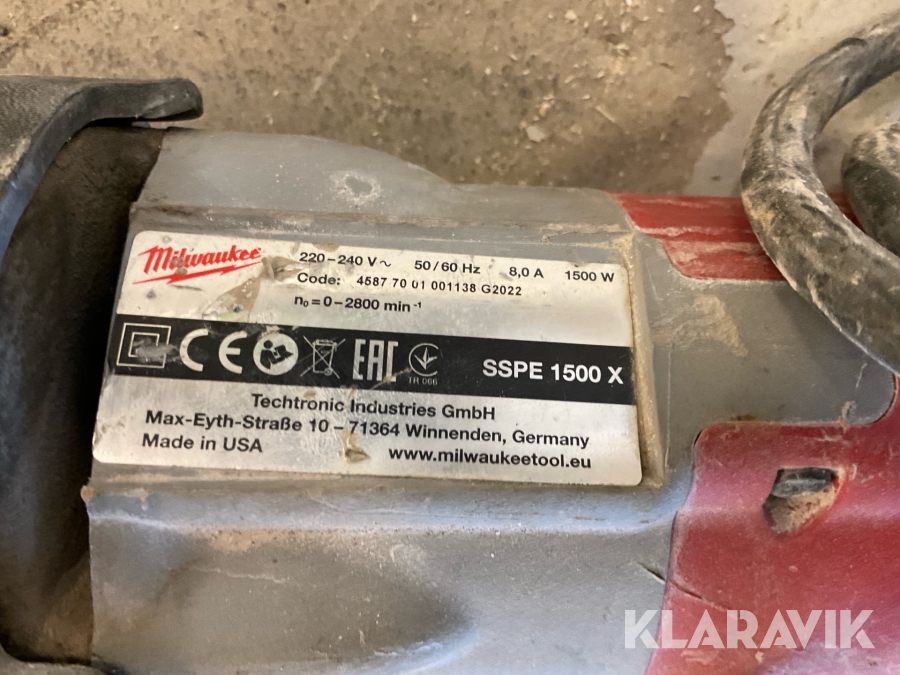 Milwaukee
220–240 V ~ 50/60 Hz 8,0 A 1500 W
Code: 4587 70 01 001138 G2022
n₀=0–2800 min⁻¹
CE EAC TR 066 SSPE 1500 X
Techtronic Industries GmbH
Max-Eyth-Straße 10 – 71364 Winnenden, Germany
Made in USA www.milwaukeetool.eu
KLARAVIK